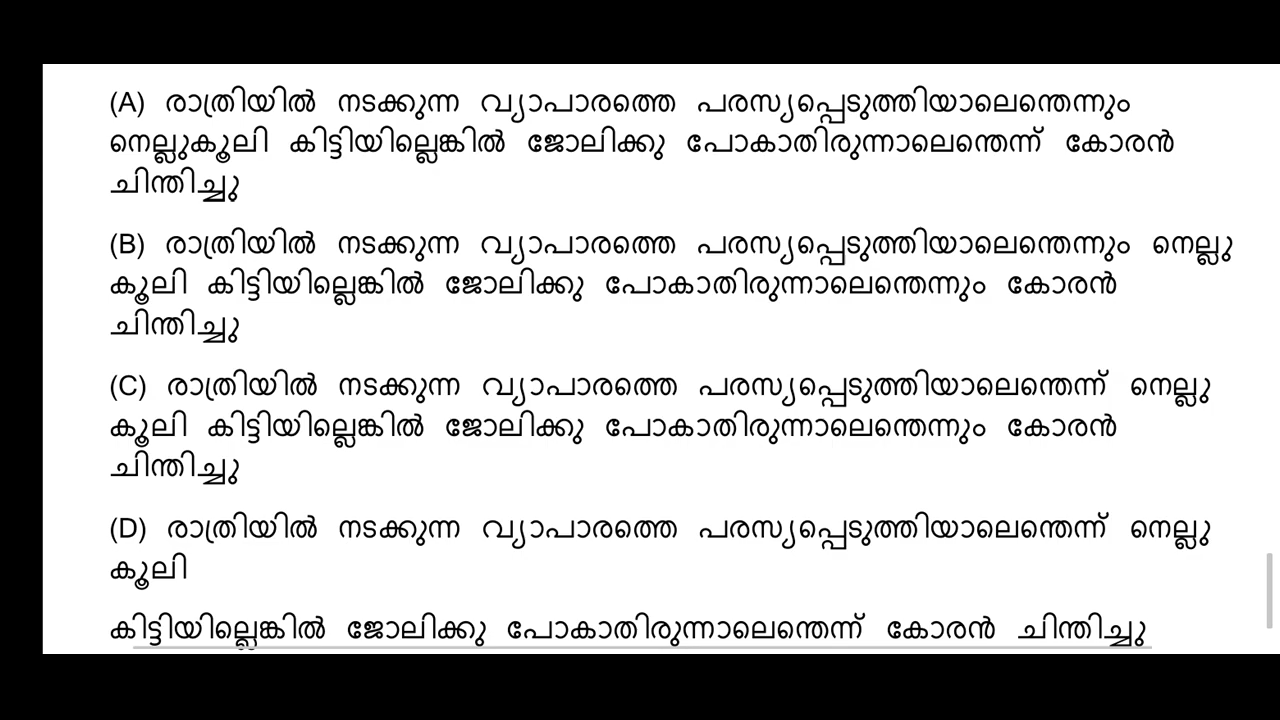 (A) രാത്രിയിൽ നടക്കുന്ന വ്യാപാരത്തെ പരസ്യപ്പെടുത്തിയാലെന്തെന്നും
നെല്ലുകൂലി കിട്ടിയില്ലെങ്കിൽ ജോലിക്കു പോകാതിരുന്നാലെന്തെന്ന് കോരൻ
ചിന്തിച്ചു
(B) രാത്രിയിൽ നടക്കുന്ന വ്യാപാരത്തെ പരസ്യപ്പെടുത്തിയാലെന്തെന്നും നെല്ലു
കൂലി കിട്ടിയില്ലെങ്കിൽ ജോലിക്കു പോകാതിരുന്നാലെന്തെന്നും കോരൻ
ചിന്തിച്ചു
(C) രാത്രിയിൽ നടക്കുന്ന വ്യാപാരത്തെ പരസ്യപ്പെടുത്തിയാലെന്തെന്ന് നെല്ലു
കൂലി കിട്ടിയില്ലെങ്കിൽ ജോലിക്കു പോകാതിരുന്നാലെന്തെന്നും കോരൻ
ചിന്തിച്ചു
(D) രാത്രിയിൽ നടക്കുന്ന വ്യാപാരത്തെ പരസ്യപ്പെടുത്തിയാലെന്തെന്ന് നെല്ലു
കൂലി
കിട്ടിയില്ലെങ്കിൽ ജോലിക്കു പോകാതിരുന്നാലെന്തെന്ന് കോരൻ ചിന്തിച്ചു